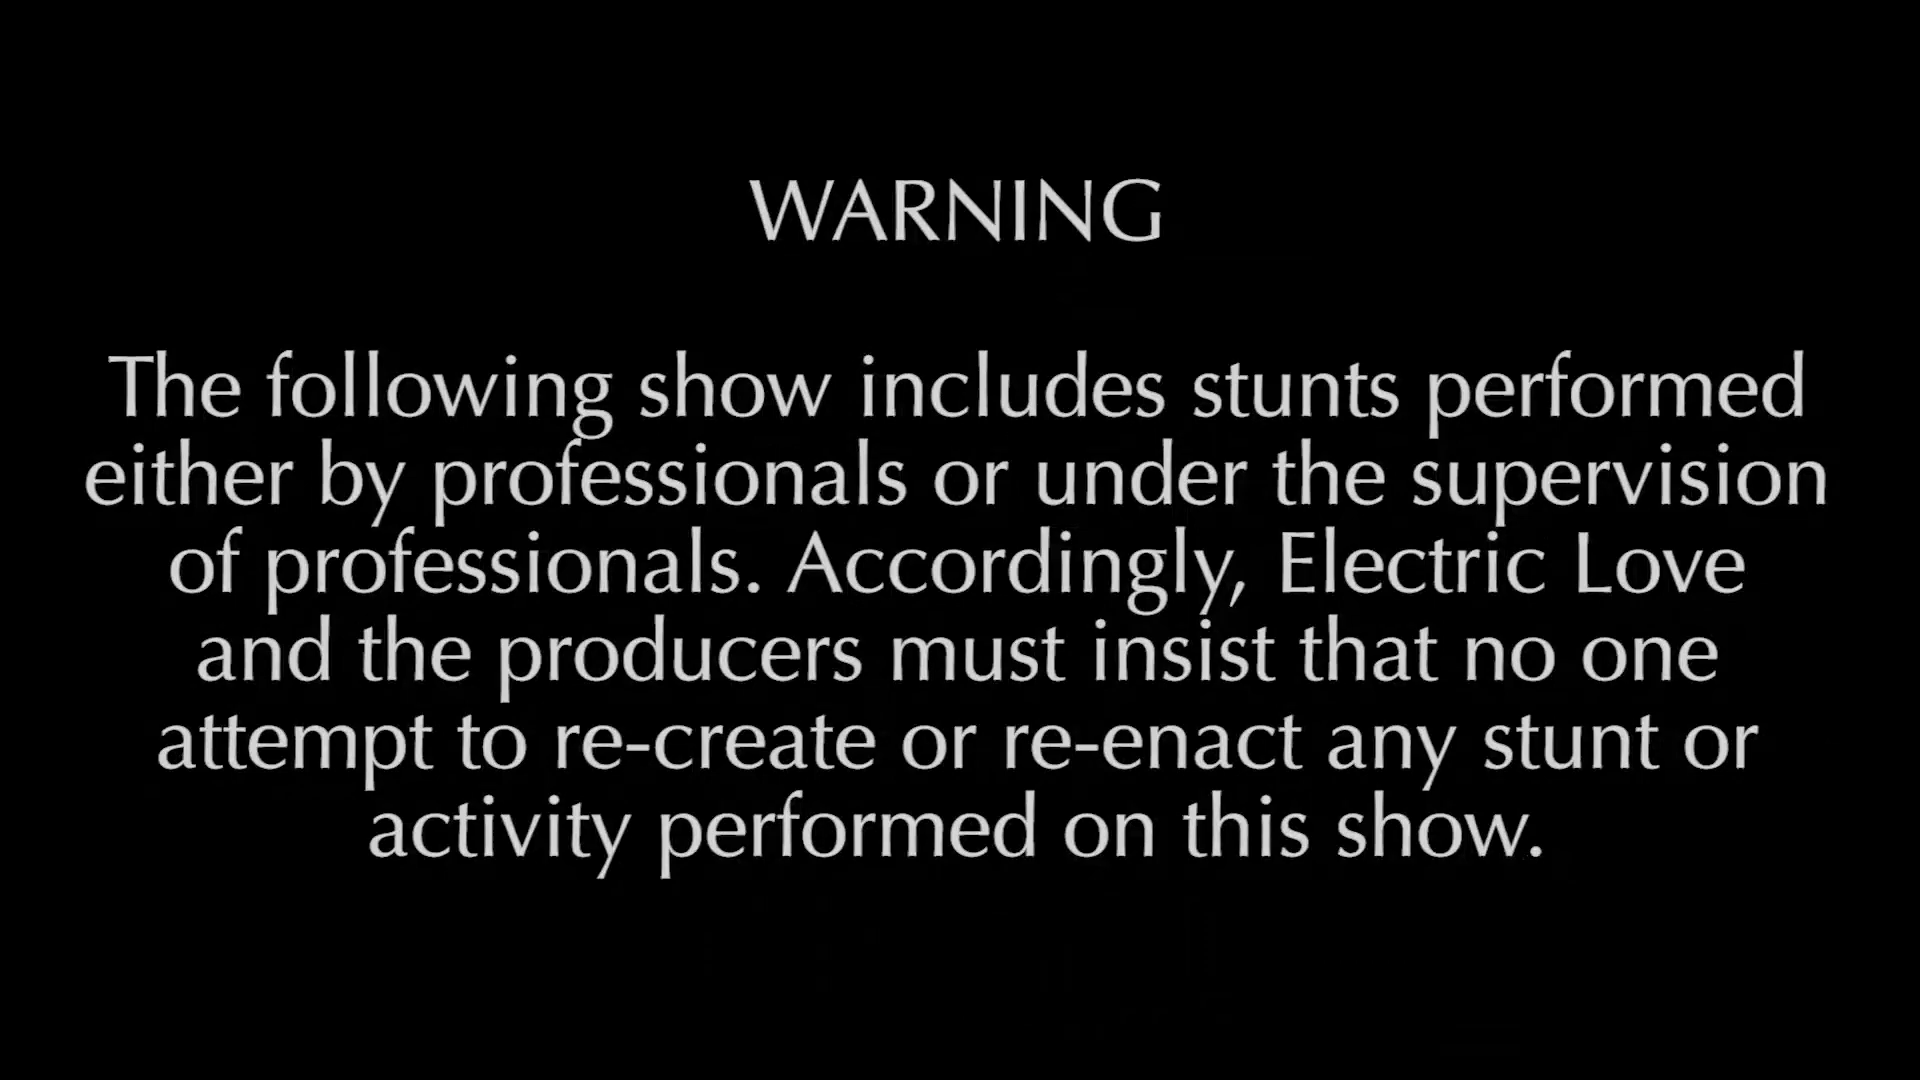 WARNING
The following show includes stunts performed
either by professionals or under the supervision
of professionals. Accordingly, Electric Love
and the producers must insist that no one
attempt to re-create or re-enact any stunt or
activity performed on this show.